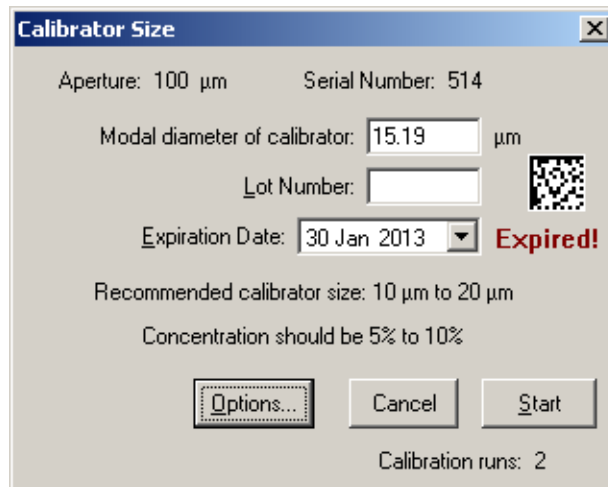 Calibrator Size
Aperture: 100 µm Serial Number: 514
Modal diameter of calibrator: 15.19 µm
Lot Number:
Expiration Date: 30 Jan 2013 Expired!
Recommended calibrator size: 10 µm to 20 µm
Concentration should be 5% to 10%
Options... Cancel Start
Calibration runs: 2